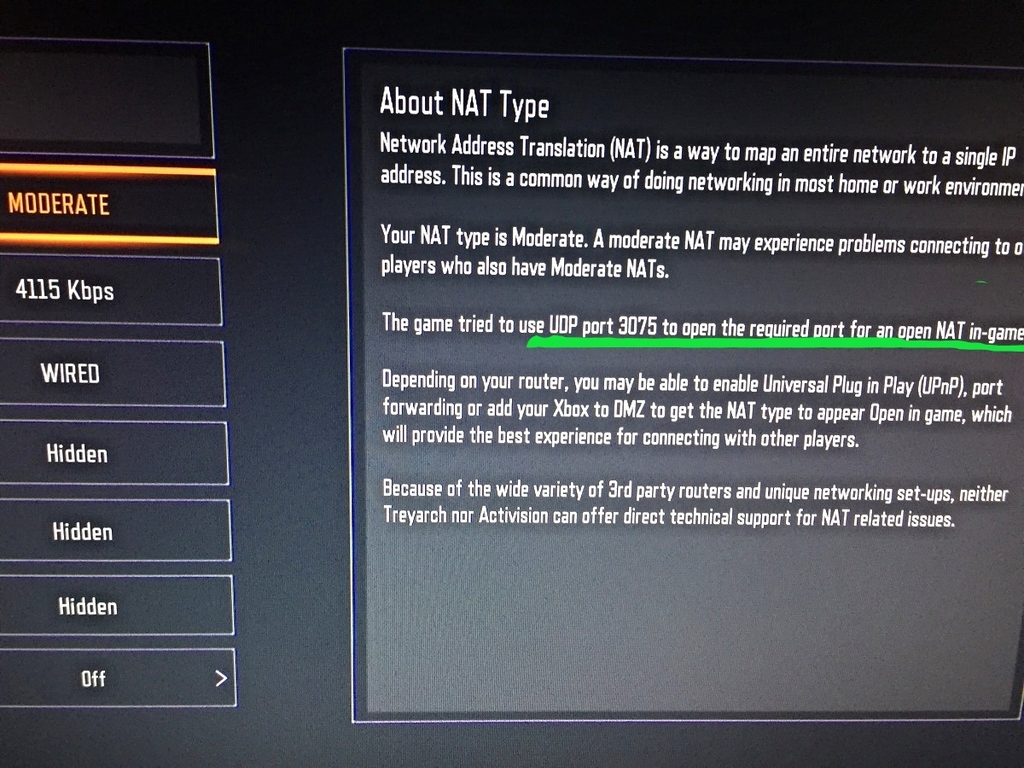 About NAT Type
Network Address Translation (NAT) is a way to map an entire network to a single IP
address. This is a common way of doing networking in most home or work
MODERATE
Your NAT type is Moderate. A moderate NAT may experience problems connecting to
players who also have Moderate NATs.
4115 Kbps
The game tried to use UDP port 3075 to open the required port for an open NAT in-game
WIRED
Depending on your router, you may be able to enable Universal Plug in Play (UPnP), port
forwarding or add your Xbox to DMZ to get the NAT type to appear Open in game, which
will provide the best experience for connecting with other players.
Hidden
Because of the wide variety of 3rd party routers and unique networking set-ups, neither
Treyarch nor Activision can offer direct technical support for NAT related issues.
Hidden
Hidden
Off >